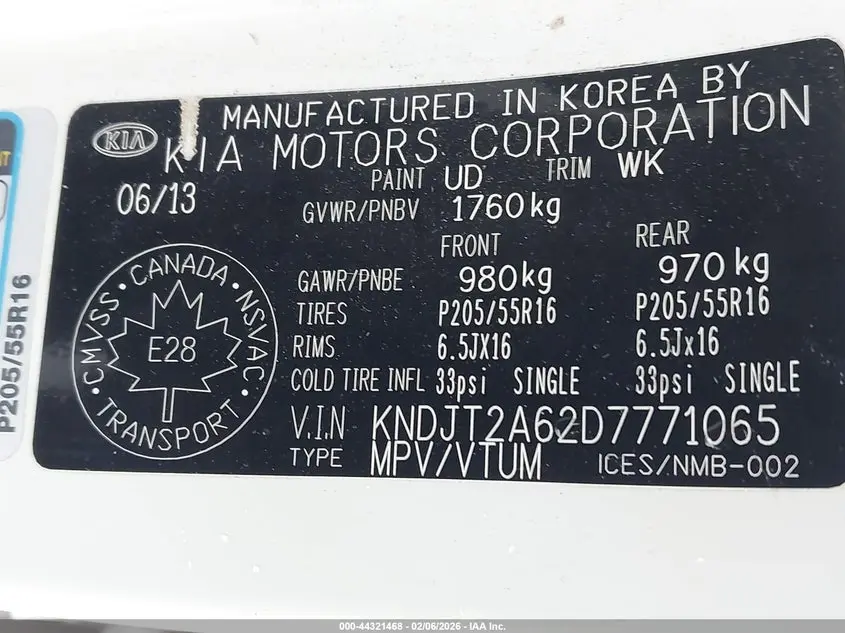 MANUFACTURED IN KOREA BY
KIA
KIA MOTORS CORPORATION
PAINT UD TRIM WK
06/13
GVWR/PNBV 1760kg
FRONT REAR
GAWR/PNBE 980kg 970kg
TIRES P205/55R16 P205/55R16
RIMS 6.5JX16 6.5Jx16
COLD TIRE INFL 33psi SINGLE 33psi SINGLE
V.I.N KNDJT2A62D7771065
TYPE MPV/VTUM ICES/NMB-002
CANADA · NSVAC · TRANSPORT · CMVSS ·
E28
P205/55R16
000-44321468 - 02/06/2026 - IAA Inc.